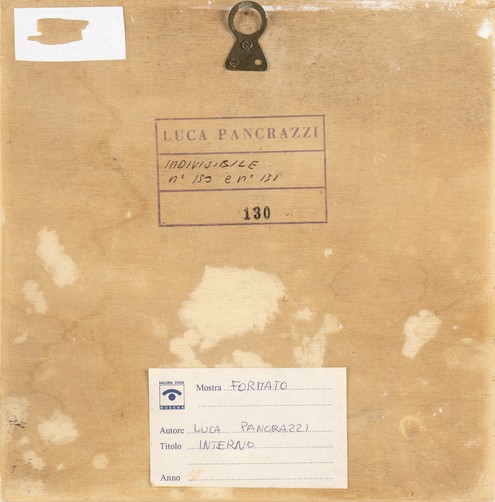 LUCA PANCRAZZI
INDIVISIBILE
n° 130 e n° 131
130
GALLERIA CIVICA
MODENA
Mostra FORMATO
Autore LUCA PANCRAZZI
Titolo INTERNO
Anno